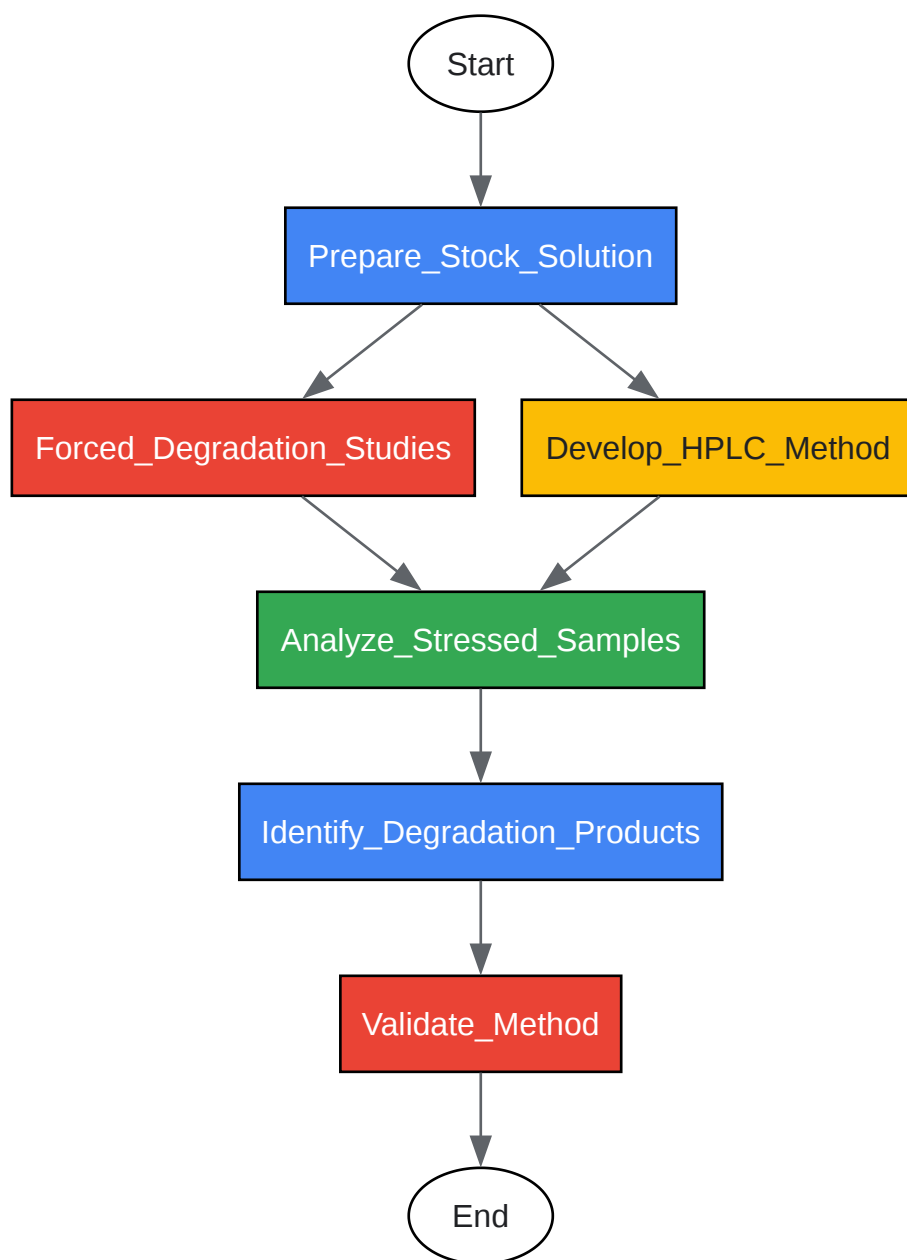 Start
Prepare_Stock_Solution
Forced_Degradation_Studies
Develop_HPLC_Method
Analyze_Stressed_Samples
Identify_Degradation_Products
Validate_Method
End